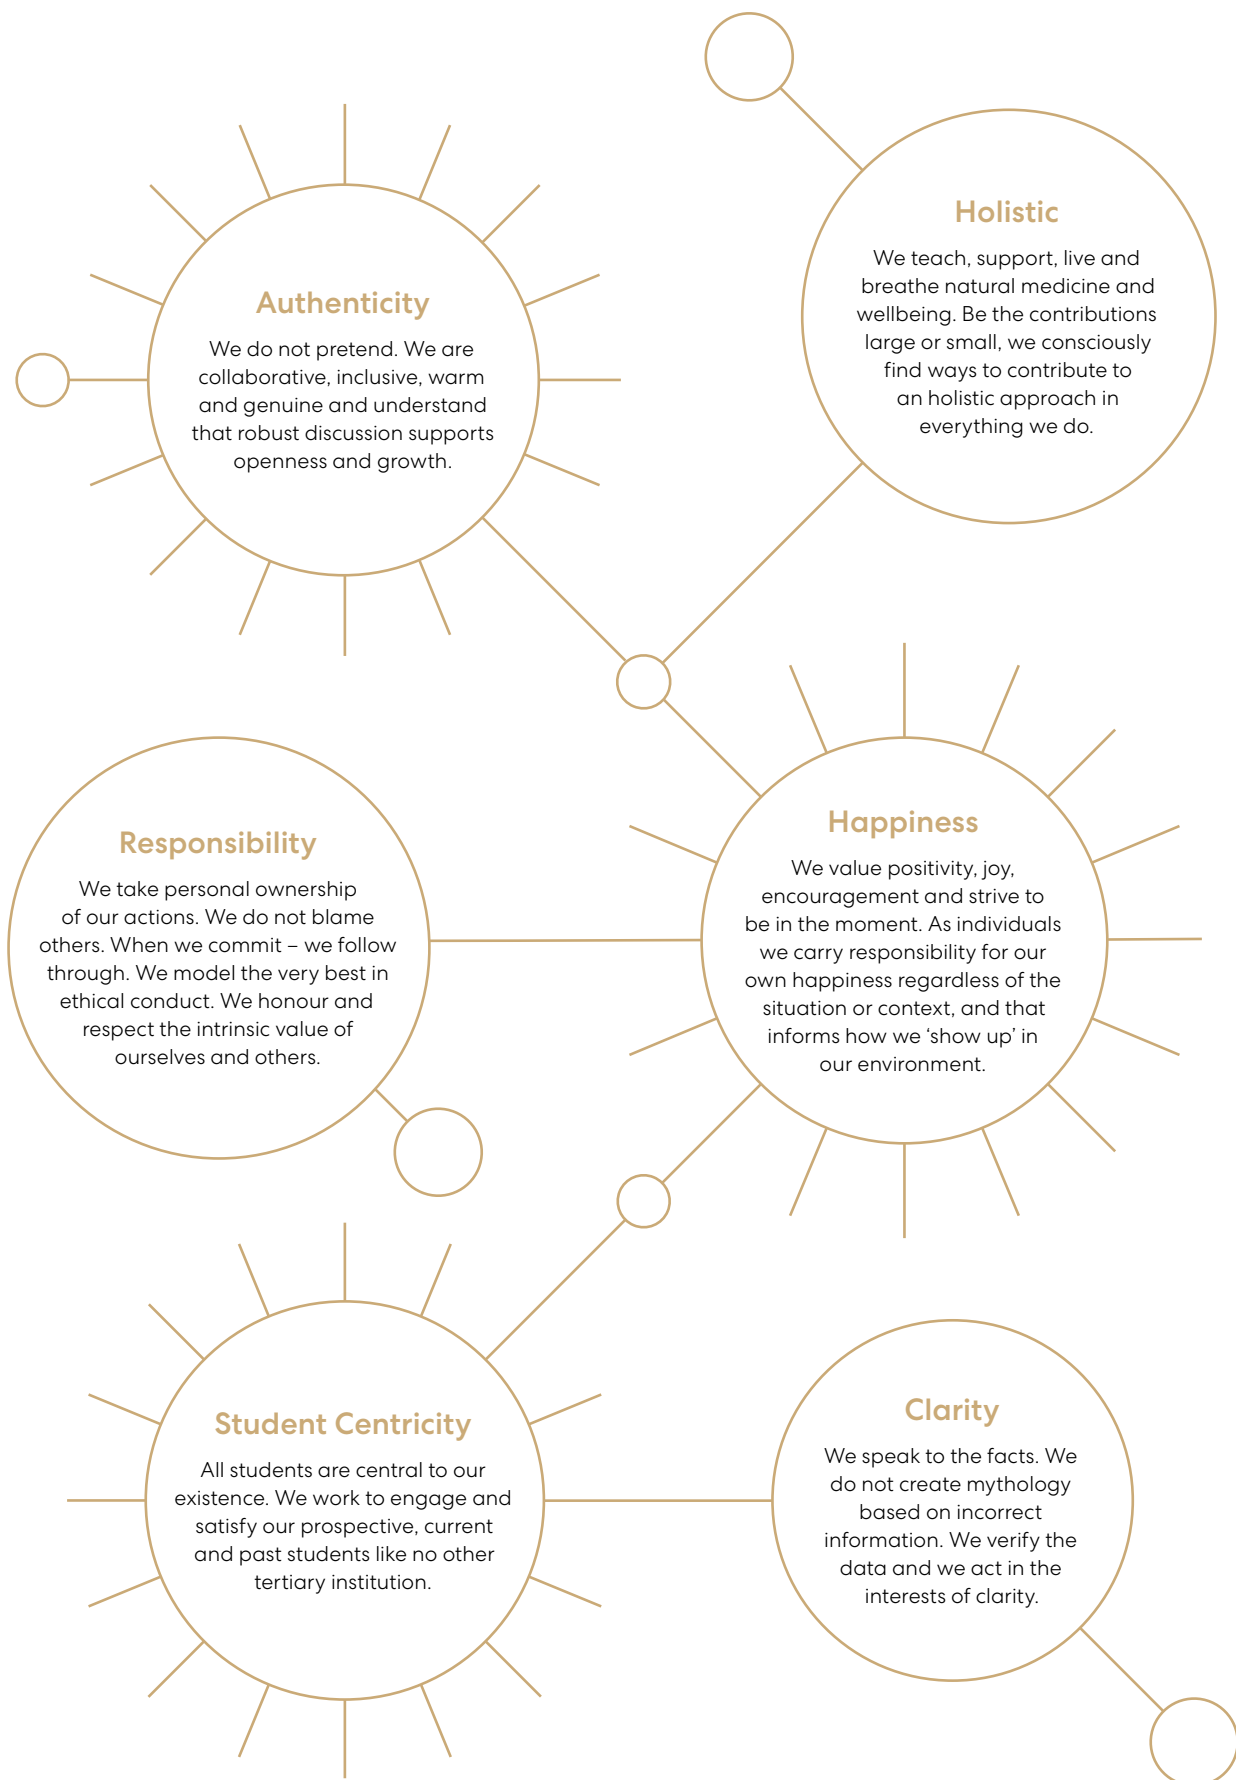 Authenticity
We do not pretend. We are
collaborative, inclusive, warm
and genuine and understand
that robust discussion supports
openness and growth.
Holistic
We teach, support, live and
breathe natural medicine and
wellbeing. Be the contributions
large or small, we consciously
find ways to contribute to
an holistic approach in
everything we do.
Responsibility
We take personal ownership
of our actions. We do not blame
others. When we commit – we follow
through. We model the very best in
ethical conduct. We honour and
respect the intrinsic value of
ourselves and others.
Happiness
We value positivity, joy,
encouragement and strive to
be in the moment. As individuals
we carry responsibility for our
own happiness regardless of the
situation or context, and that
informs how we ‘show up’ in
our environment.
Student Centricity
All students are central to our
existence. We work to engage and
satisfy our prospective, current
and past students like no other
tertiary institution.
Clarity
We speak to the facts. We
do not create mythology
based on incorrect
information. We verify the
data and we act in the
interests of clarity.